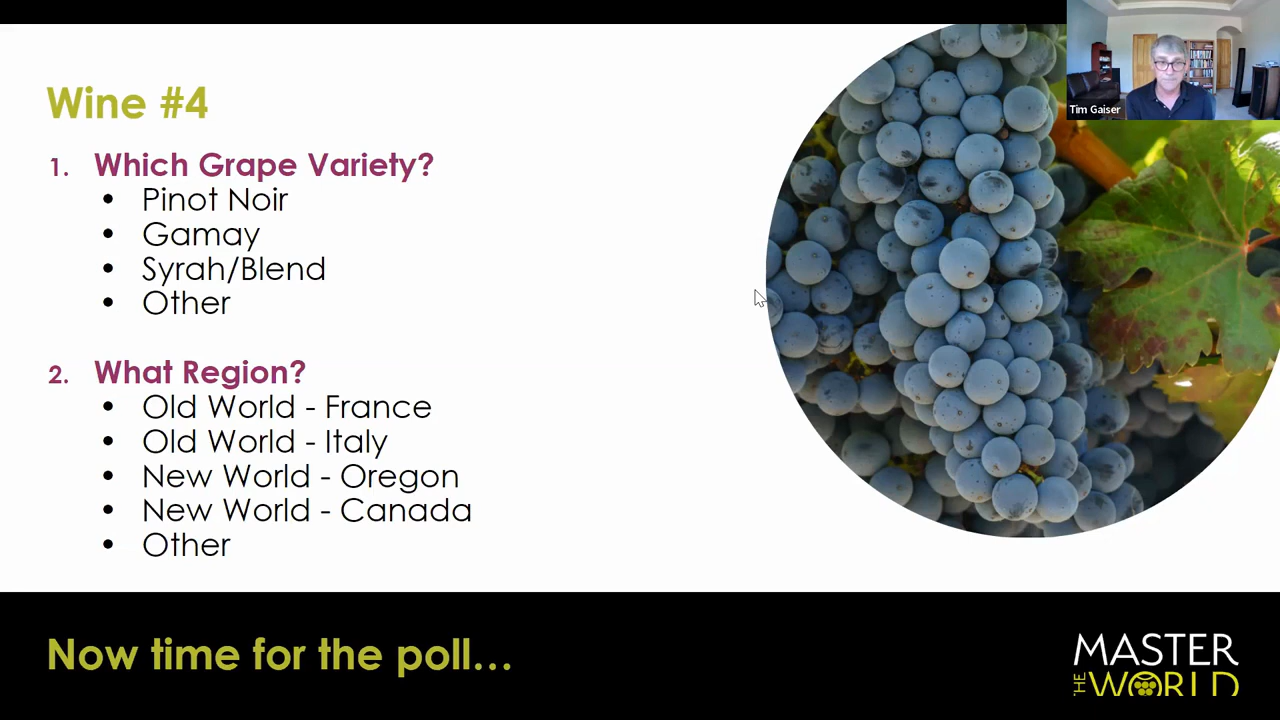 Wine #4
1. Which Grape Variety?
• Pinot Noir
• Gamay
• Syrah/Blend
• Other
2. What Region?
• Old World - France
• Old World - Italy
• New World - Oregon
• New World - Canada
• Other
Now time for the poll...
Tim Gaiser
MASTER
THE WORLD